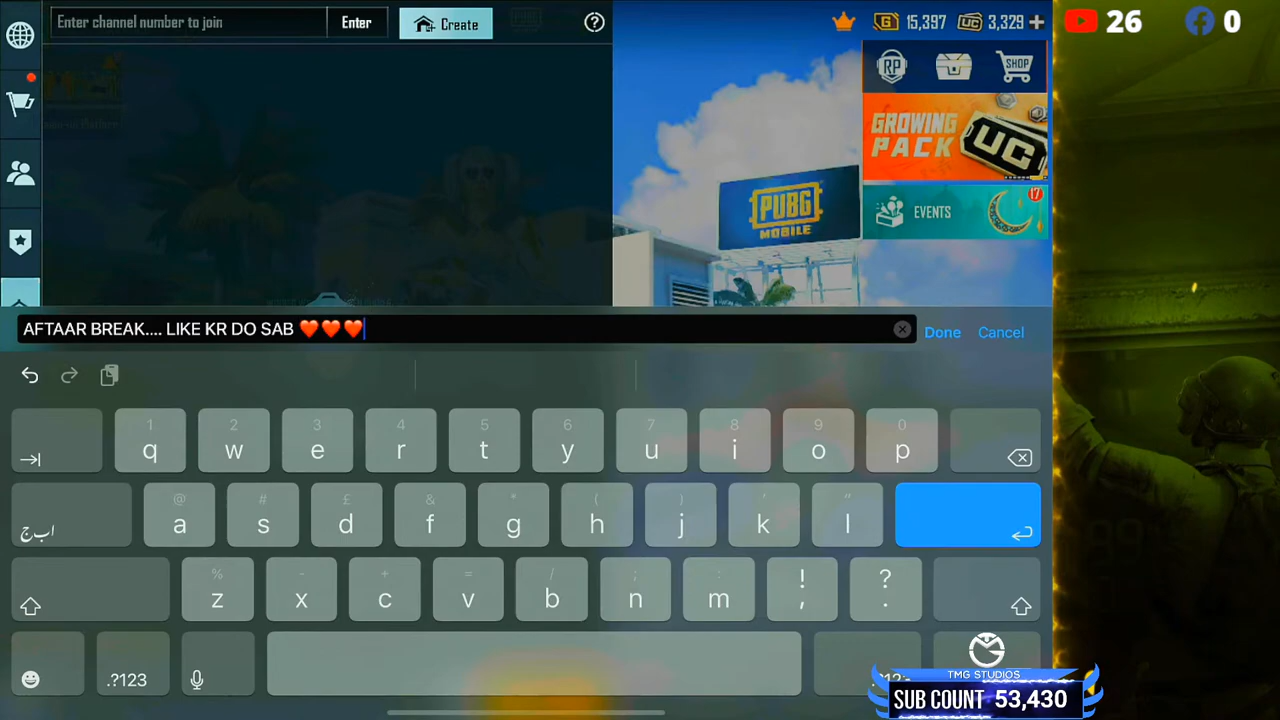 Enter channel number to join
Enter
Create
?
G 15,397
UC 3,329 +
26
0
RP
SHOP
GROWING
PACK
UC
PUBG
MOBILE
EVENTS
17
AFTAAR BREAK.... LIKE KR DO SAB ❤️❤️❤️
Done
Cancel
1 2 3 4 5 6 7 8 9 0
q w e r t y u i o p
@ # £ & * ( ) ' "
ا ب ج a s d f g h j k l
% - + = / ; : ! ?
z x c v b n m , .
.?123
TMG STUDIOS
SUB COUNT 53,430